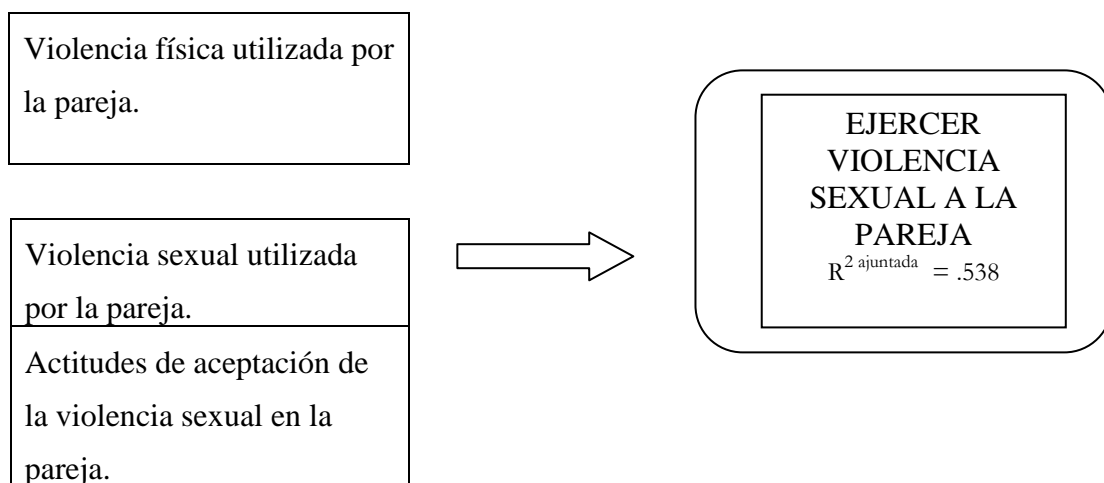 Violencia física utilizada por
la pareja.
Violencia sexual utilizada
por la pareja.
Actitudes de aceptación de
la violencia sexual en la
pareja.
EJERCER
VIOLENCIA
SEXUAL A LA
PAREJA
R² ajuntada = .538